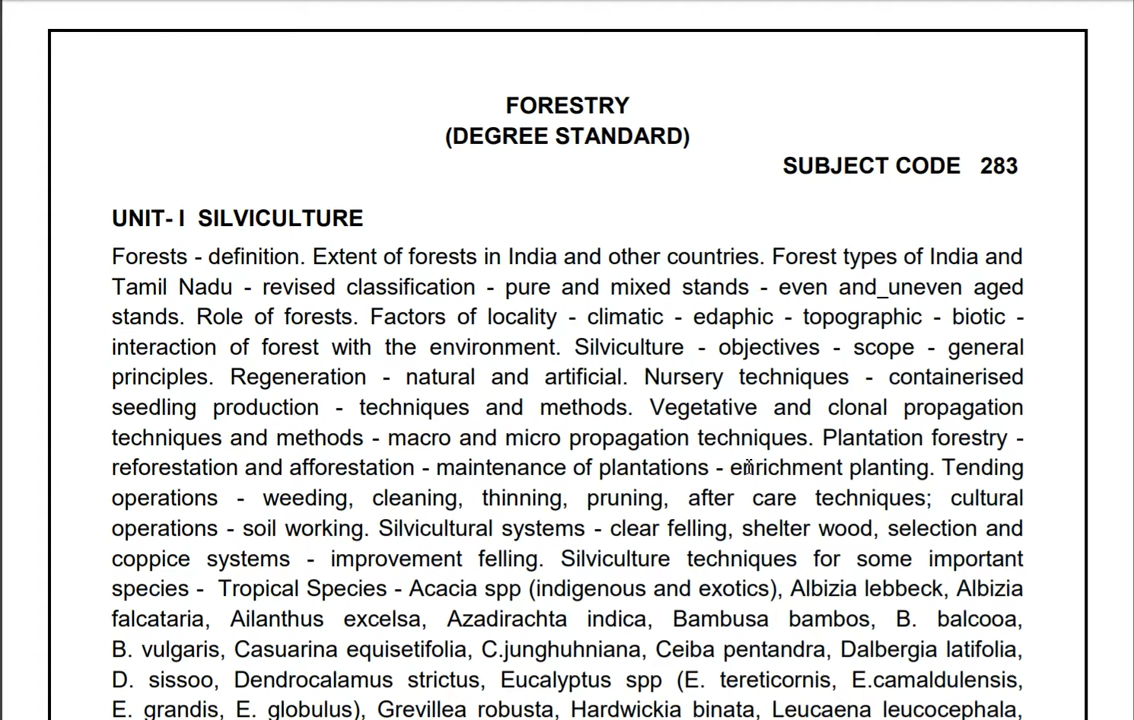 FORESTRY
(DEGREE STANDARD)
SUBJECT CODE 283
UNIT- I SILVICULTURE
Forests - definition. Extent of forests in India and other countries. Forest types of India and
Tamil Nadu - revised classification - pure and mixed stands - even and_uneven aged
stands. Role of forests. Factors of locality - climatic - edaphic - topographic - biotic -
interaction of forest with the environment. Silviculture - objectives - scope - general
principles. Regeneration - natural and artificial. Nursery techniques - containerised
seedling production - techniques and methods. Vegetative and clonal propagation
techniques and methods - macro and micro propagation techniques. Plantation forestry -
reforestation and afforestation - maintenance of plantations - enrichment planting. Tending
operations - weeding, cleaning, thinning, pruning, after care techniques; cultural
operations - soil working. Silvicultural systems - clear felling, shelter wood, selection and
coppice systems - improvement felling. Silviculture techniques for some important
species - Tropical Species - Acacia spp (indigenous and exotics), Albizia lebbeck, Albizia
falcataria, Ailanthus excelsa, Azadirachta indica, Bambusa bambos, B. balcooa,
B. vulgaris, Casuarina equisetifolia, C.junghuhniana, Ceiba pentandra, Dalbergia latifolia,
D. sissoo, Dendrocalamus strictus, Eucalyptus spp (E. tereticornis, E.camaldulensis,
E. grandis, E. globulus), Grevillea robusta, Hardwickia binata, Leucaena leucocephala,